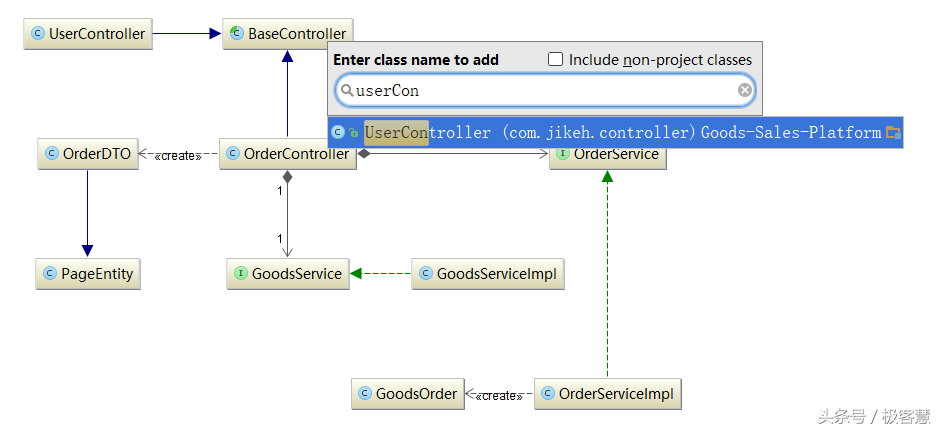 UserController
BaseController
Enter class name to add
Include non-project classes
userCon
UserController (com.jikeh.controller) Goods-Sales-Platform
OrderDTO
«create»
OrderController
OrderService
1
1
PageEntity
GoodsService
GoodsServiceImpl
GoodsOrder
«create»
OrderServiceImpl
头条号 / 极客慧